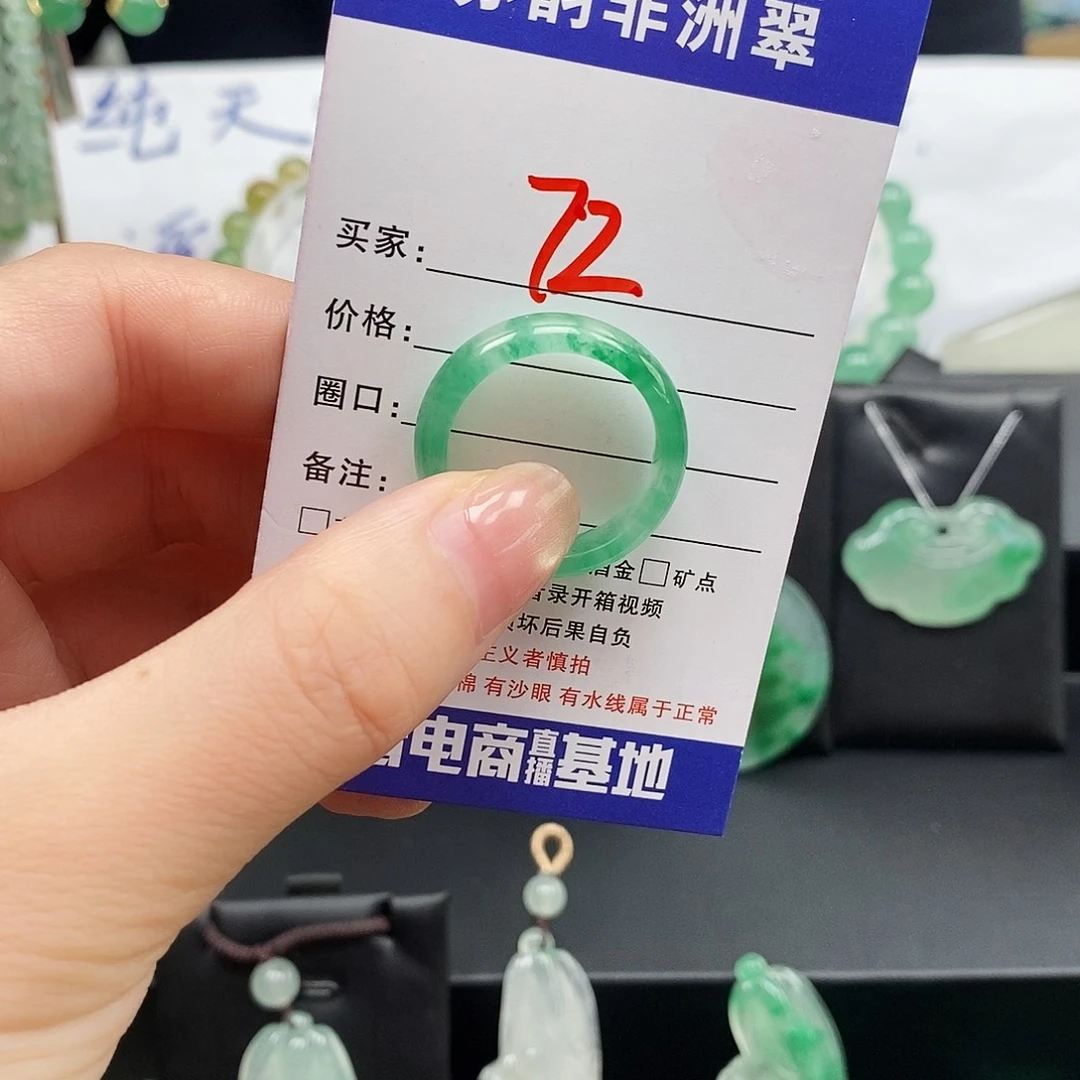 韵非洲翠
纯天
72
买家：
价格：
圈口：
备注：
□
金□矿点
录开箱视频
坏后果自负
主义者慎拍
棉 有沙眼 有水线属于正常
电商直播基地